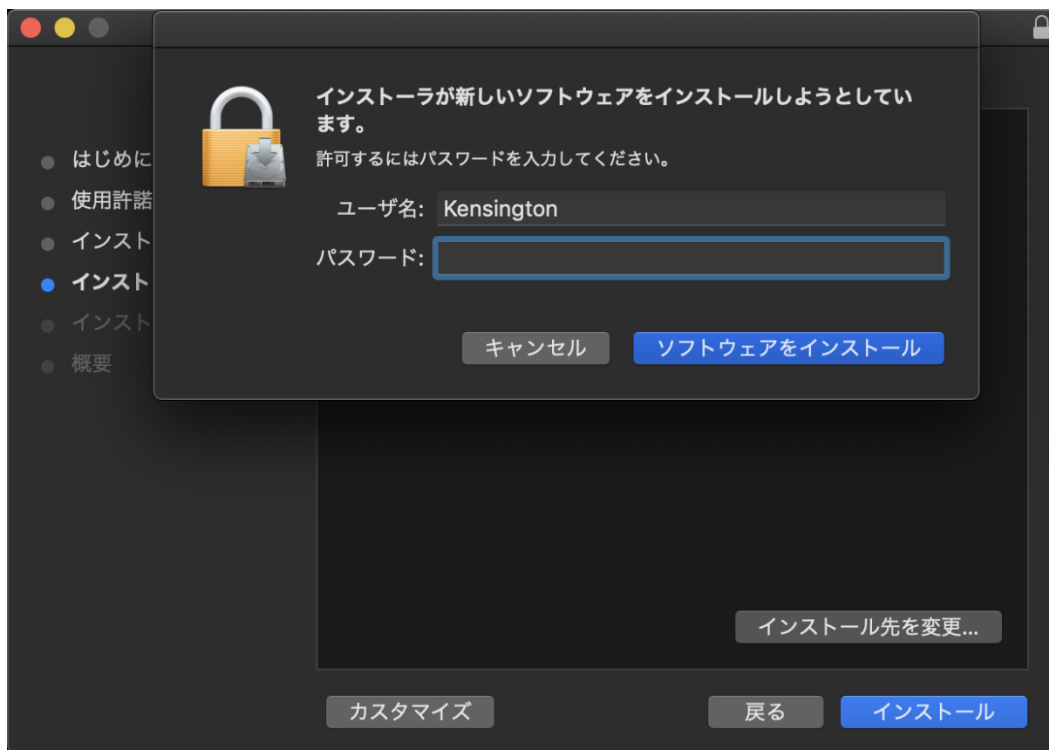 インストーラが新しいソフトウェアをインストールしようとしてい
ます。
許可するにはパスワードを入力してください。
ユーザ名: Kensington
パスワード:
キャンセル ソフトウェアをインストール
はじめに
使用許諾
インスト
インスト
インスト
概要
インストール先を変更...
カスタマイズ 戻る インストール